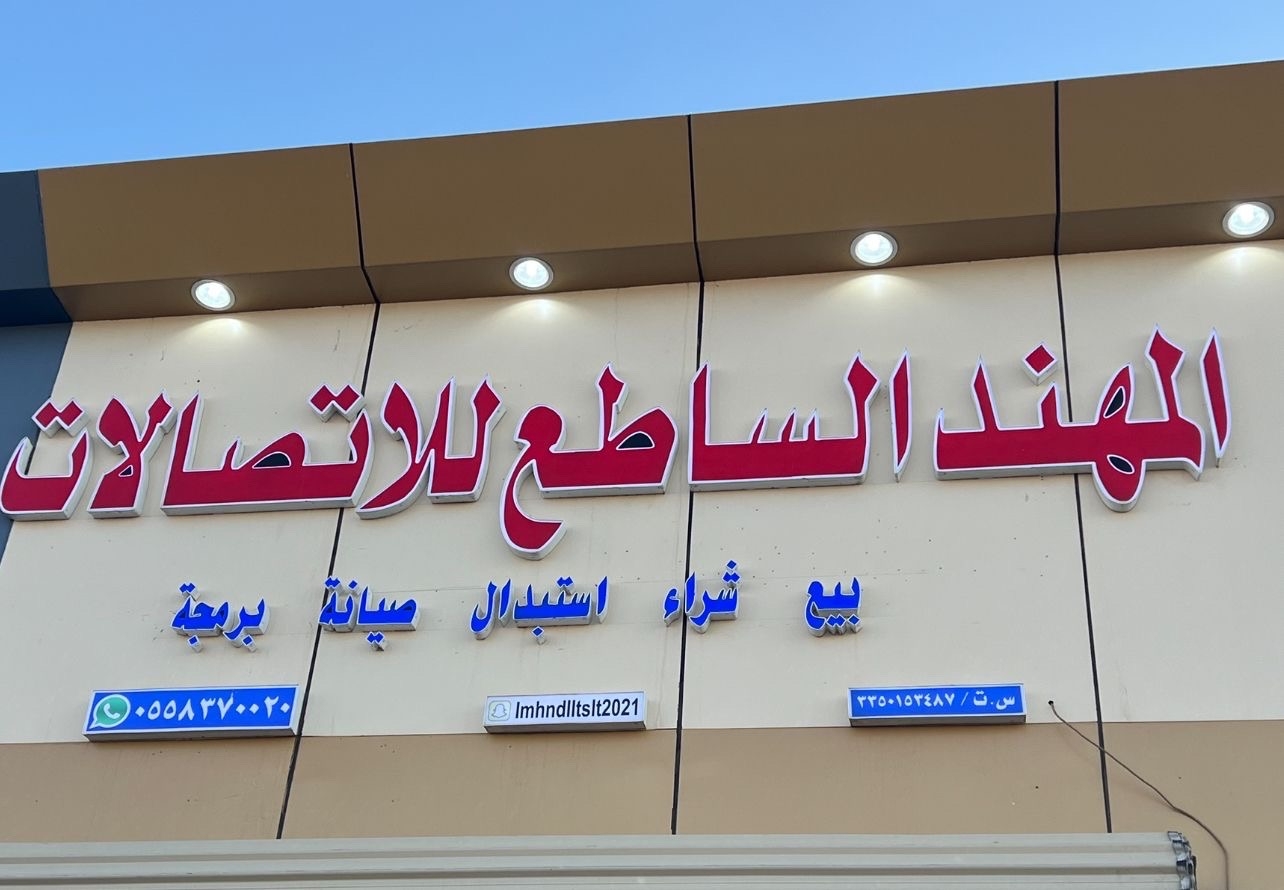 المهند الساطع للاتصالات
بيع شراء استبدال صيانة برمجة
س.ت/ ٣٣٥٠١٥٣٤٨٧
lmhndlltslt2021
٠٥٥٨٣٧٠٠٢٠